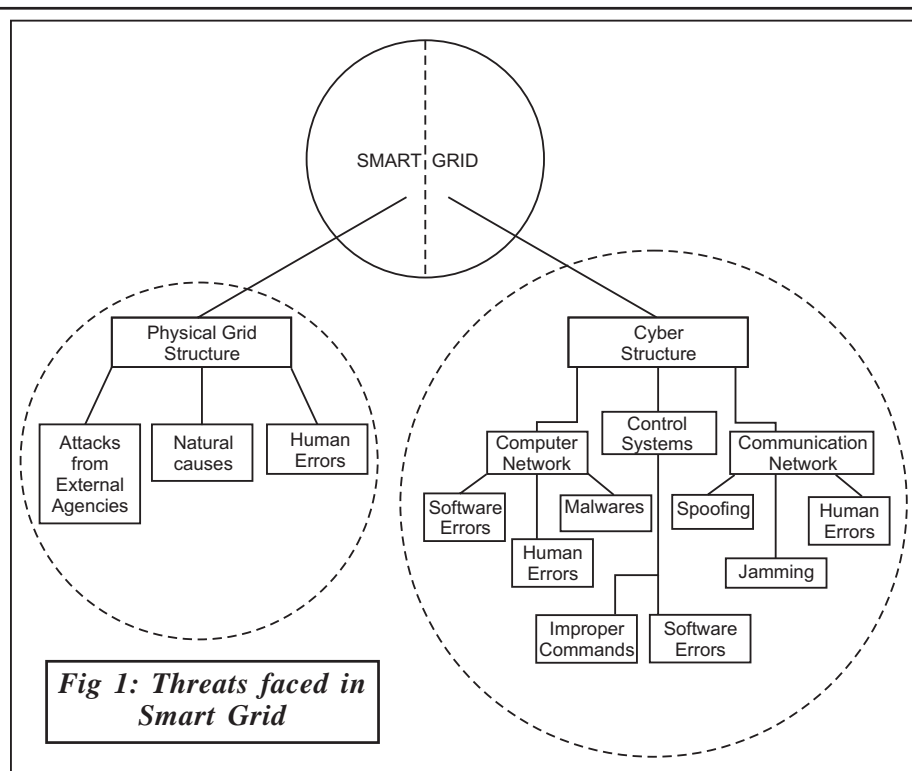 SMART GRID
Physical Grid
Structure
Cyber
Structure
Attacks
from
External
Agencies
Natural
causes
Human
Errors
Computer
Network
Control
Systems
Communication
Network
Software
Errors
Human
Errors
Malwares
Spoofing
Jamming
Human
Errors
Improper
Commands
Software
Errors
Fig 1: Threats faced in
Smart Grid